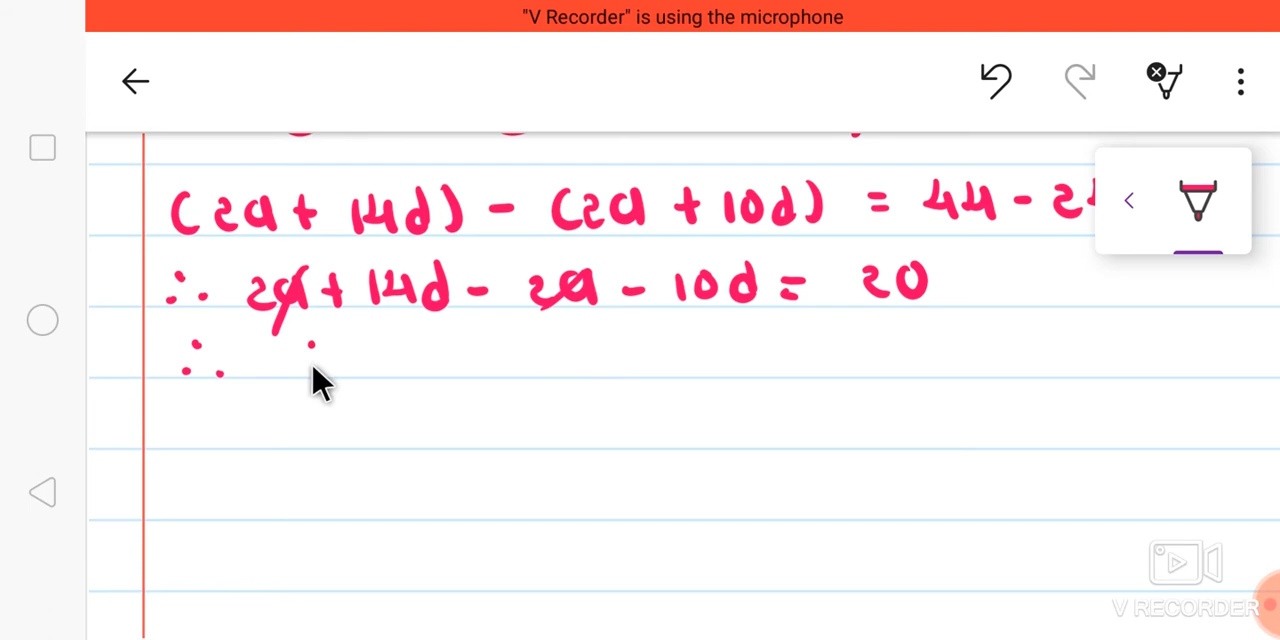 "V Recorder" is using the microphone
(2a + 14d) - (2a + 10d) = 44 - 2
∴ 2a + 14d - 2a - 10d = 20
∴
V RECORDER